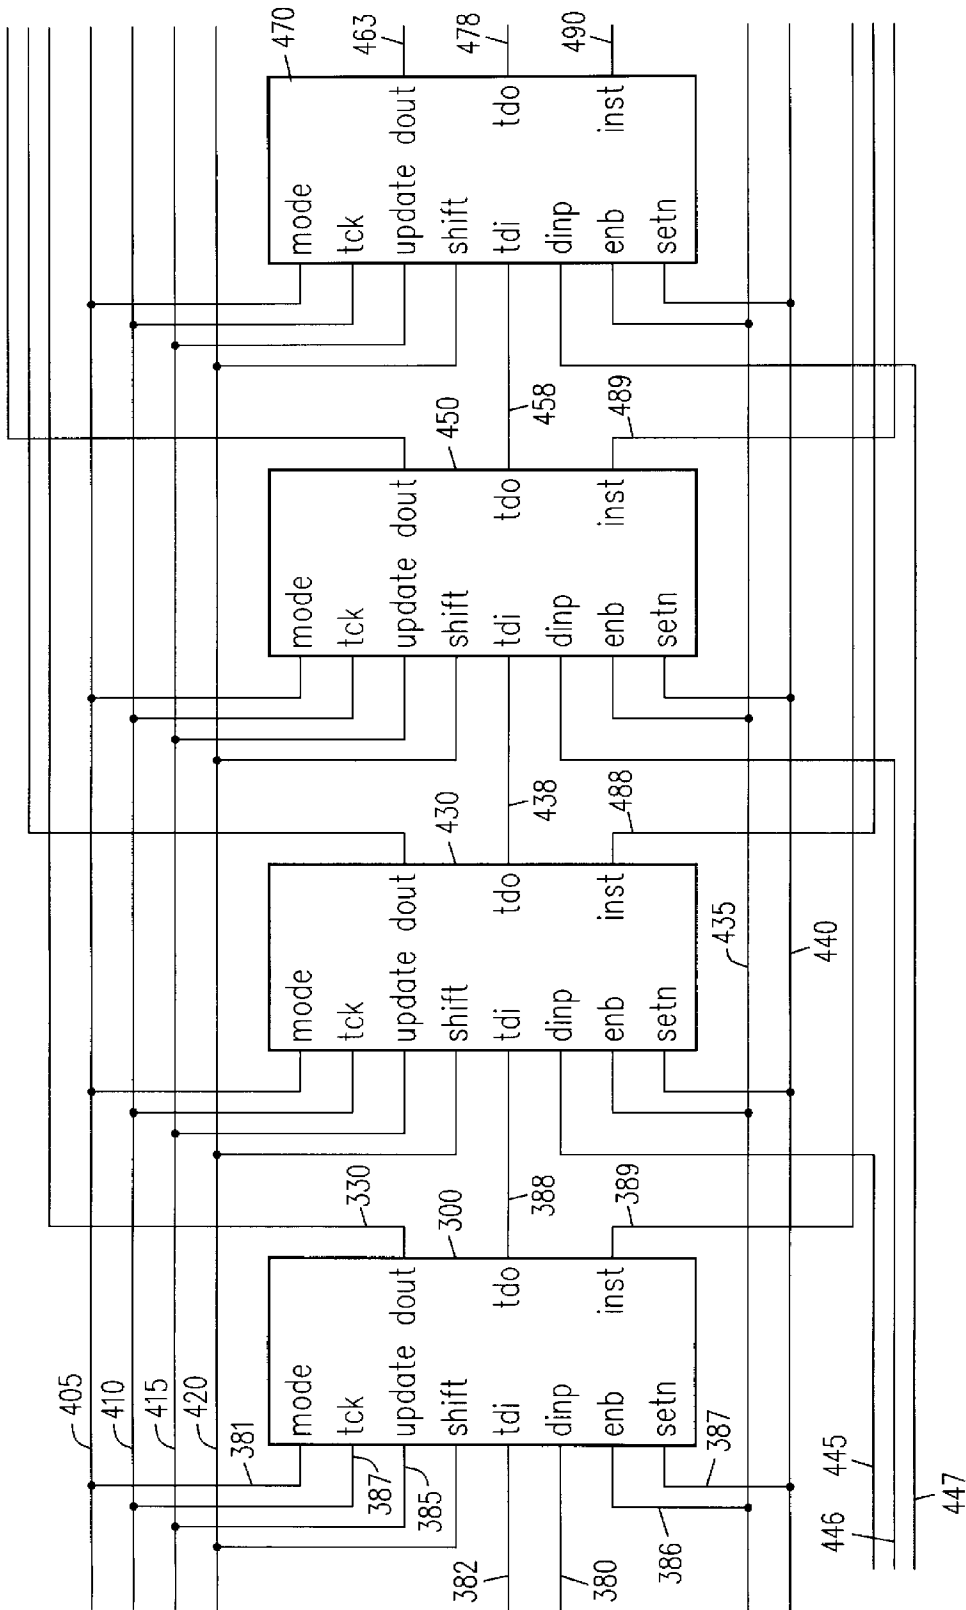 405
410
415
420
381
387
385
382
380
386
387
446
445
447
mode
tck
update dout
shift
tdi
tdo
dinp
enb
inst
setn
330
300
388
389
mode
tck
update dout
shift
tdi
tdo
dinp
enb
inst
setn
430
438
488
435
440
mode
tck
update dout
shift
tdi
tdo
dinp
enb
inst
setn
450
458
489
mode
tck
update dout
shift
tdi
tdo
dinp
enb
inst
setn
470
463
478
490